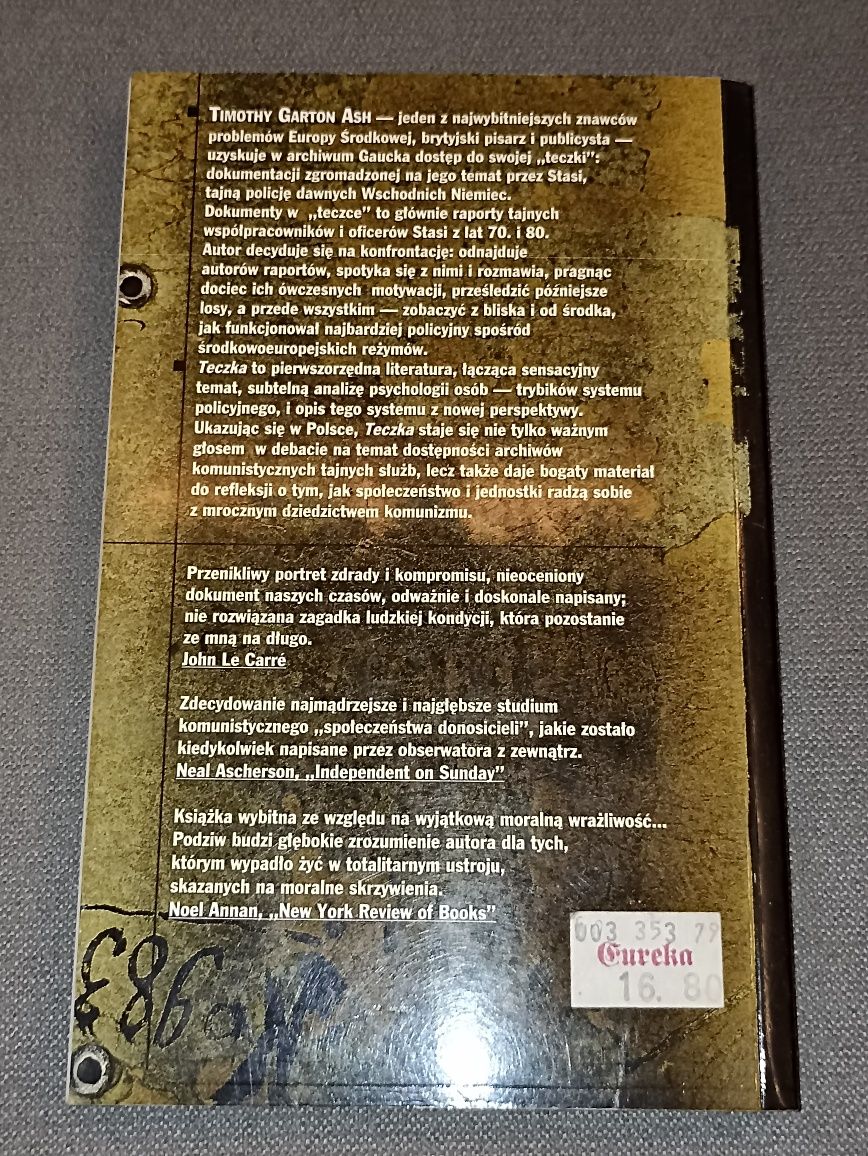 TIMOTHY GARTON ASH — jeden z najwybitniejszych znawców
problemów Europy Środkowej, brytyjski pisarz i publicysta —
uzyskuje w archiwum Gaucka dostęp do swojej „teczki":
dokumentacji zgromadzonej na jego temat przez Stasi,
tajną policję dawnych Wschodnich Niemiec.
Dokumenty w „teczce" to głównie raporty tajnych
współpracowników i oficerów Stasi z lat 70. i 80.
Autor decyduje się na konfrontację: odnajduje
autorów raportów, spotyka się z nimi i rozmawia, pragnąc
dociec ich ówczesnych motywacji, prześledzić późniejsze
losy, a przede wszystkim — zobaczyć z bliska i od środka,
jak funkcjonował najbardziej policyjny spośród
środkowoeuropejskich reżymów.
Teczka to pierwszorzędna literatura, łącząca sensacyjny
temat, subtelną analizę psychologii osób — trybików systemu
policyjnego, i opis tego systemu z nowej perspektywy.
Ukazując się w Polsce, Teczka staje się nie tylko ważnym
głosem w debacie na temat dostępności archiwów
komunistycznych tajnych służb, lecz także daje bogaty materiał
do refleksji o tym, jak społeczeństwo i jednostki radzą sobie
z mrocznym dziedzictwem komunizmu.
Przenikliwy portret zdrady i kompromisu, nieoceniony
dokument naszych czasów, odważnie i doskonale napisany;
nie rozwiązana zagadka ludzkiej kondycji, która pozostanie
ze mną na długo.
John Le Carré
Zdecydowanie najmądrzejsze i najgłębsze studium
komunistycznego „społeczeństwa donosicieli", jakie zostało
kiedykolwiek napisane przez obserwatora z zewnątrz.
Neal Ascherson, „Independent on Sunday"
Książka wybitna ze względu na wyjątkową moralną wrażliwość...
Podziw budzi głębokie zrozumienie autora dla tych,
którym wypadło żyć w totalitarnym ustroju,
skazanych na moralne skrzywienia.
Noel Annan, „New York Review of Books"
003 353 79
Eureka
16. 80